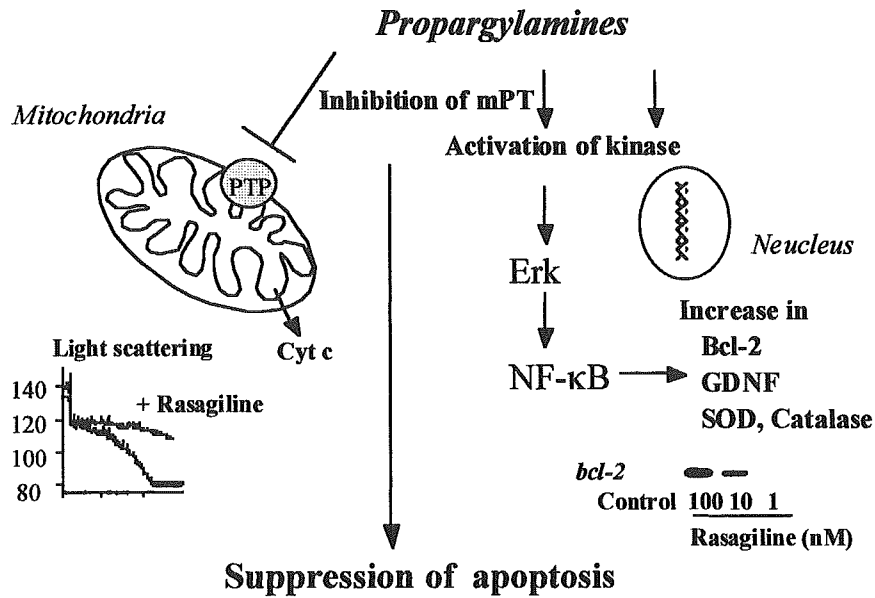 Propargylamines
Mitochondria
Inhibition of mPT
Activation of kinase
PTP
Neucleus
Erk
Cyt c
Increase in
Bcl-2
GDNF
SOD, Catalase
NF-κB
Light scattering
+ Rasagiline
140
120
100
80
bcl-2
Control 100 10 1
Rasagiline (nM)
Suppression of apoptosis